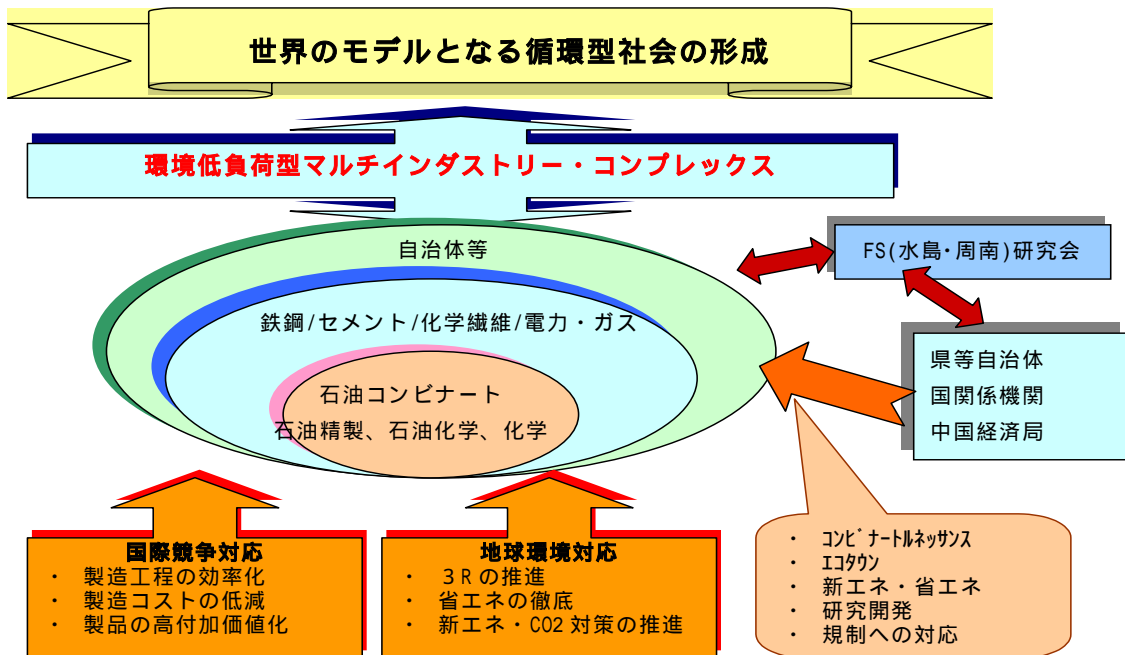 世界のモデルとなる循環型社会の形成
環境低負荷型マルチインダストリー・コンプレックス
自治体等
鉄鋼/セメント/化学繊維/電力・ガス
石油コンビナート
石油精製、石油化学、化学
FS(水島・周南)研究会
県等自治体
国関係機関
中国経済局
国際競争対応
・ 製造工程の効率化
・ 製造コストの低減
・ 製品の高付加価値化
地球環境対応
・ 3Rの推進
・ 省エネの徹底
・ 新エネ・CO2対策の推進
・ コンビナートルネッサンス
・ エコタウン
・ 新エネ・省エネ
・ 研究開発
・ 規制への対応